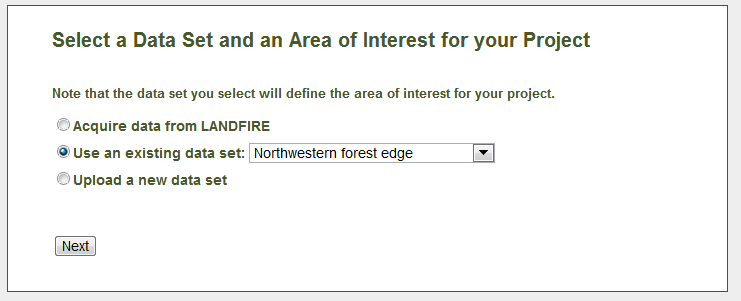 Select a Data Set and an Area of Interest for your Project
Note that the data set you select will define the area of interest for your project.
Acquire data from LANDFIRE
Use an existing data set: Northwestern forest edge
Upload a new data set
Next